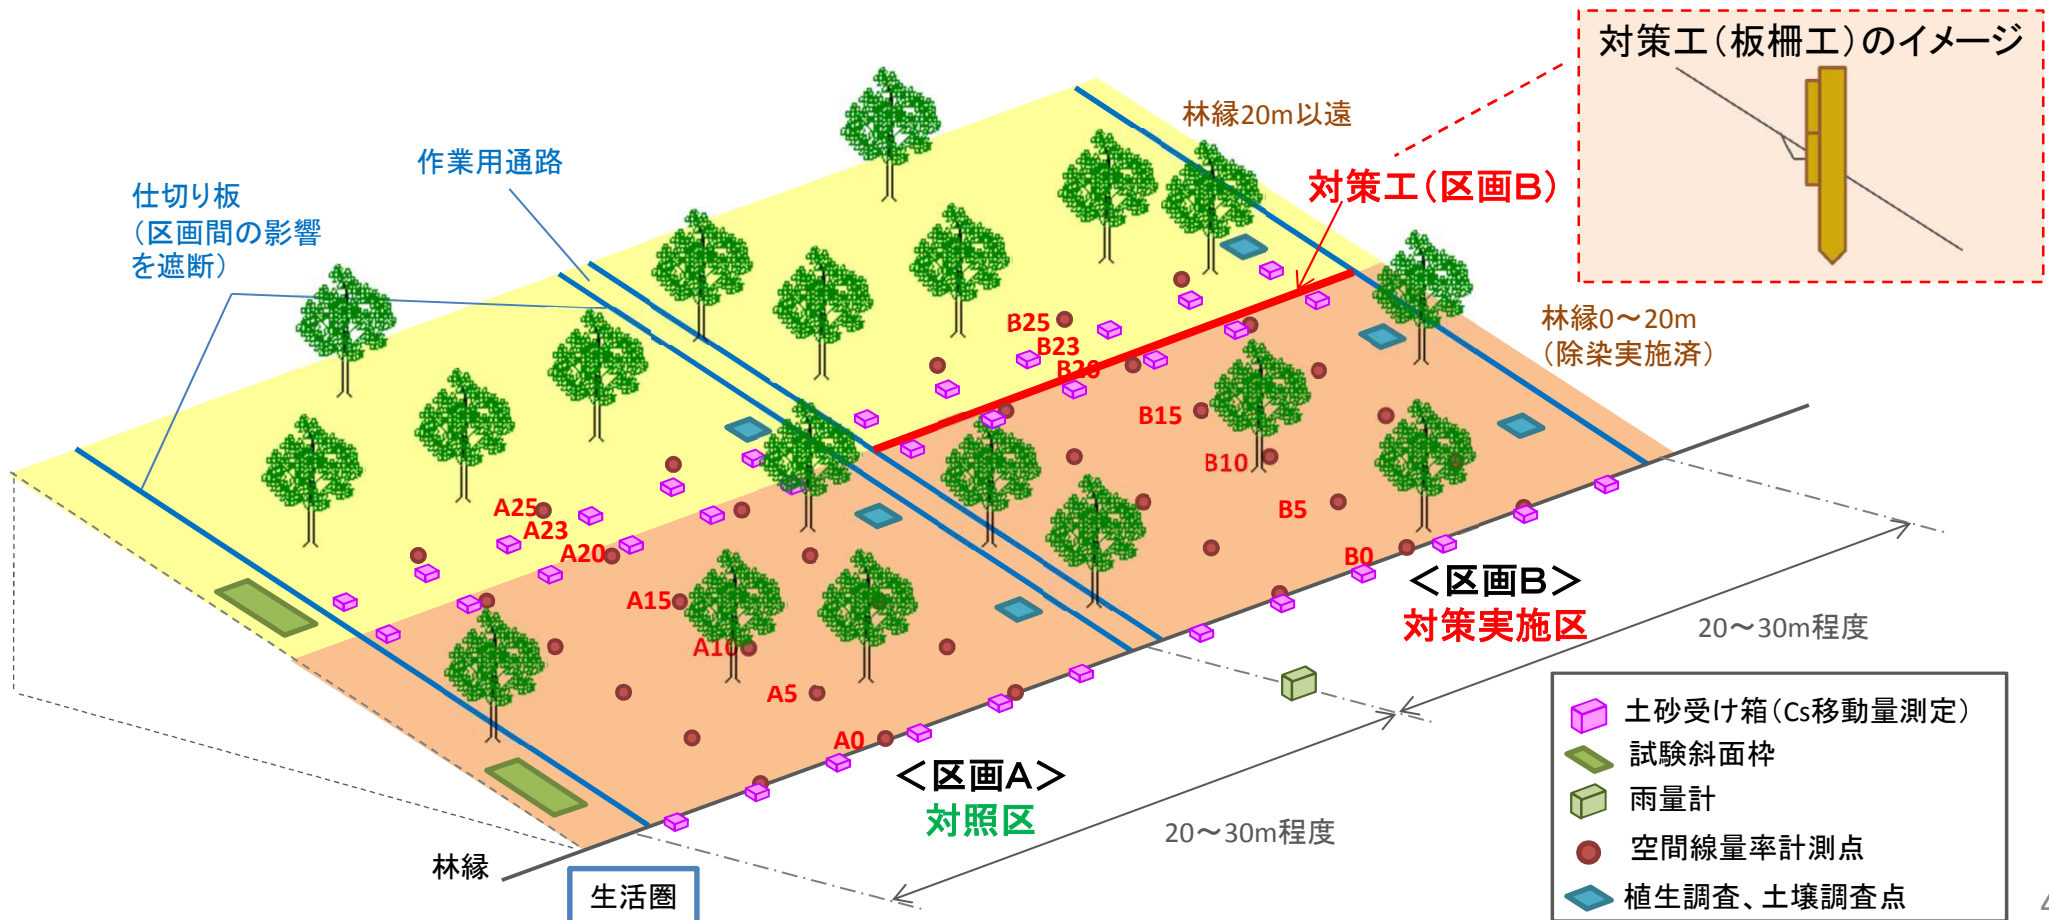 対策工（板柵工）のイメージ
林縁20m以遠
作業用通路
対策工（区画B）
仕切り板
（区画間の影響
を遮断）
林縁0～20m
（除染実施済）
B25
B23
B20
B15
B10
B5
B0
A25
A23
A20
A15
A10
A5
A0
＜区画B＞
対策実施区
20～30m程度
＜区画A＞
対照区
20～30m程度
林縁
生活圏
土砂受け箱（Cs移動量測定）
試験斜面枠
雨量計
空間線量率計測点
植生調査、土壌調査点